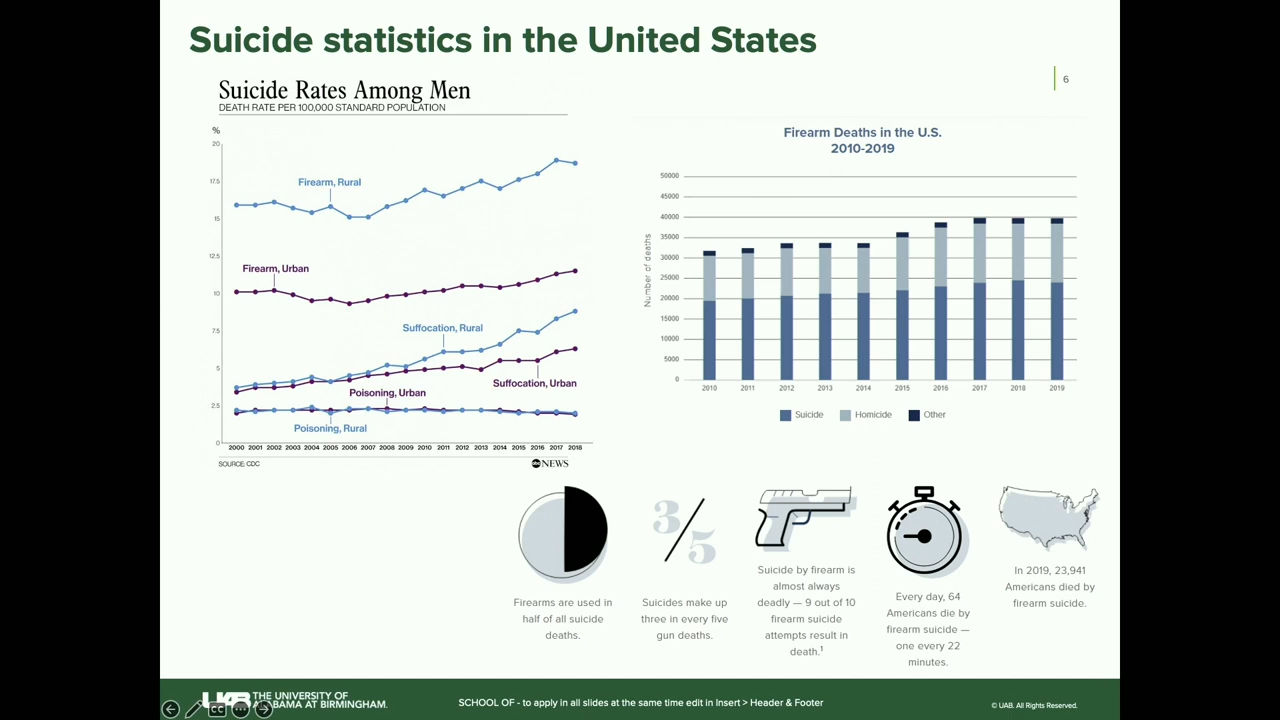 Suicide statistics in the United States
6
Suicide Rates Among Men
DEATH RATE PER 100,000 STANDARD POPULATION
%
20
17.5
15
12.5
10
7.5
5
2.5
0
Firearm, Rural
Firearm, Urban
Suffocation, Rural
Suffocation, Urban
Poisoning, Urban
Poisoning, Rural
2000 2001 2002 2003 2004 2005 2006 2007 2008 2009 2010 2011 2012 2013 2014 2015 2016 2017 2018
SOURCE: CDC
abc NEWS
Firearm Deaths in the U.S.
2010-2019
Number of deaths
50000
45000
40000
35000
30000
25000
20000
15000
10000
5000
0
2010 2011 2012 2013 2014 2015 2016 2017 2018 2019
Suicide Homicide Other
Firearms are used in
half of all suicide
deaths.
3/5
Suicides make up
three in every five
gun deaths.
Suicide by firearm is
almost always
deadly — 9 out of 10
firearm suicide
attempts result in
death.1
Every day, 64
Americans die by
firearm suicide —
one every 22
minutes.
In 2019, 23,941
Americans died by
firearm suicide.
UAB THE UNIVERSITY OF
ALABAMA AT BIRMINGHAM.
CC
SCHOOL OF - to apply in all slides at the same time edit in Insert > Header & Footer
© UAB. All Rights Reserved.